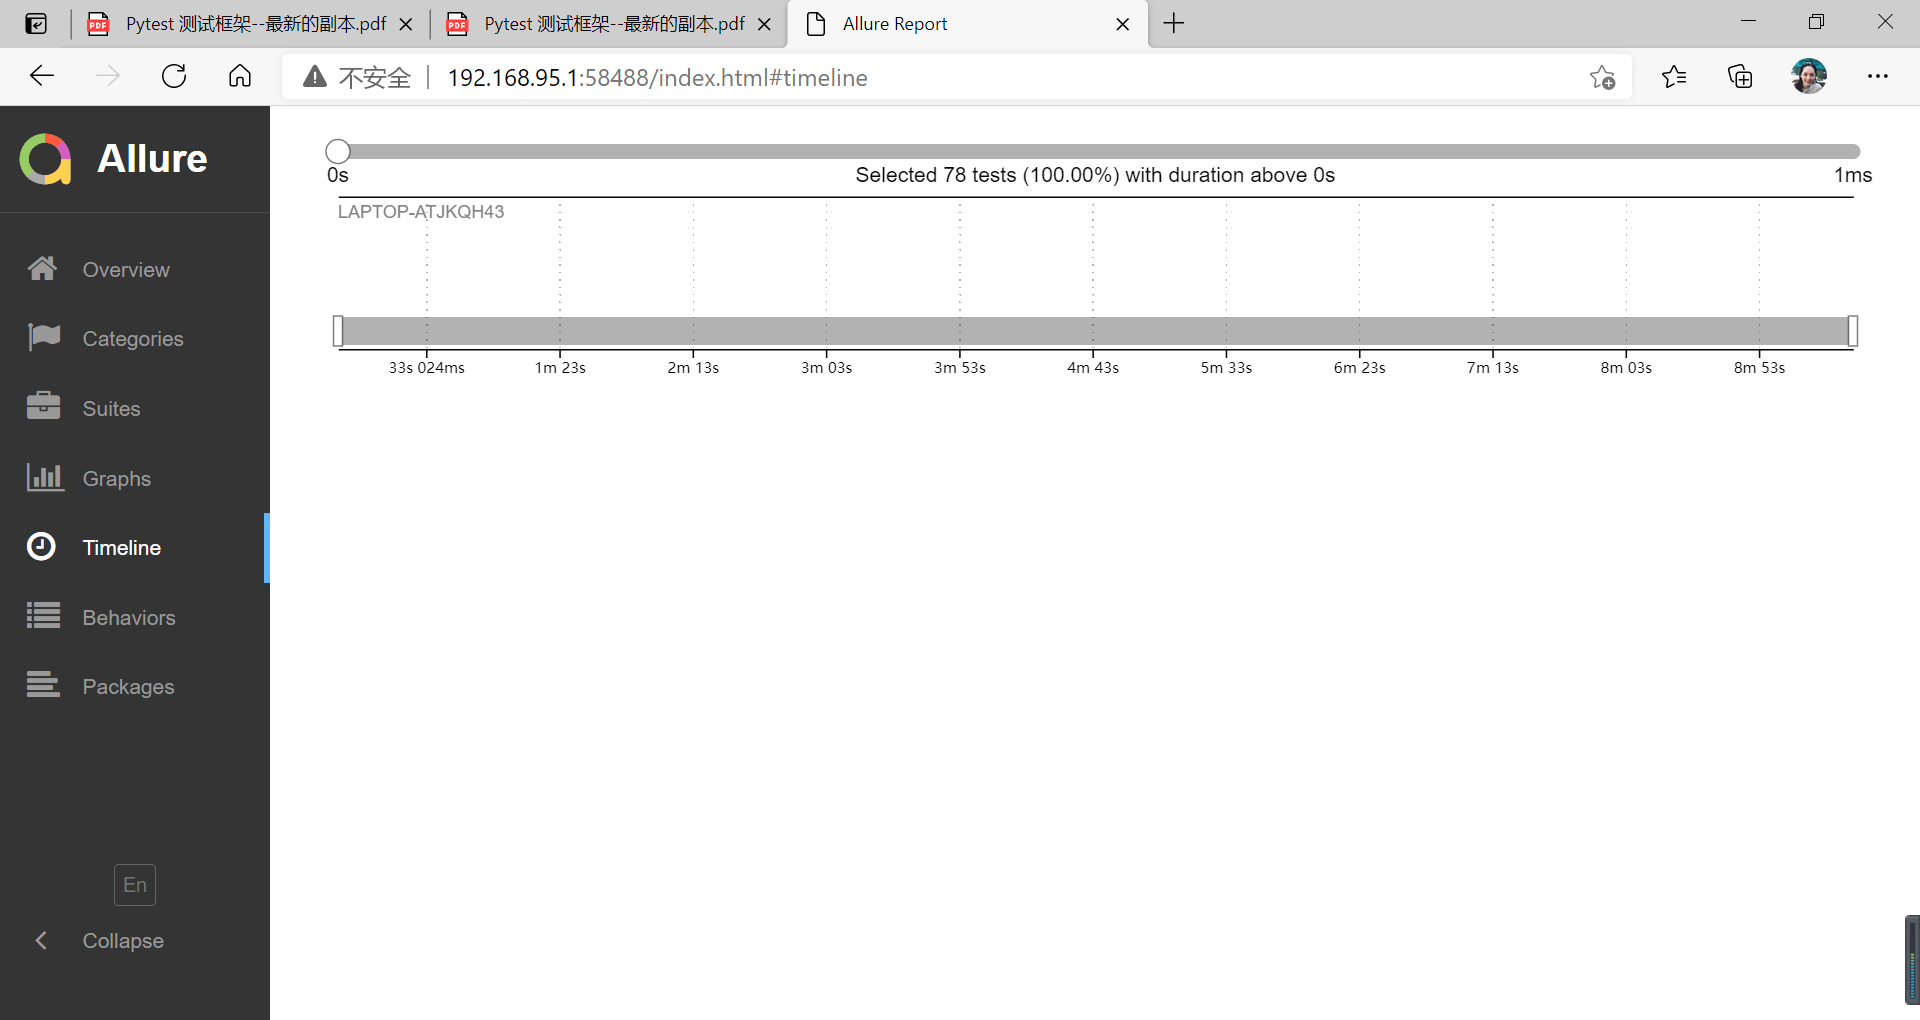 Pytest 测试框架--最新的副本.pdf
Pytest 测试框架--最新的副本.pdf
Allure Report
不安全
192.168.95.1:58488/index.html#timeline
Allure
Overview
Categories
Suites
Graphs
Timeline
Behaviors
Packages
En
Collapse
0s
Selected 78 tests (100.00%) with duration above 0s
1ms
LAPTOP-ATJKQH43
33s 024ms
1m 23s
2m 13s
3m 03s
3m 53s
4m 43s
5m 33s
6m 23s
7m 13s
8m 03s
8m 53s